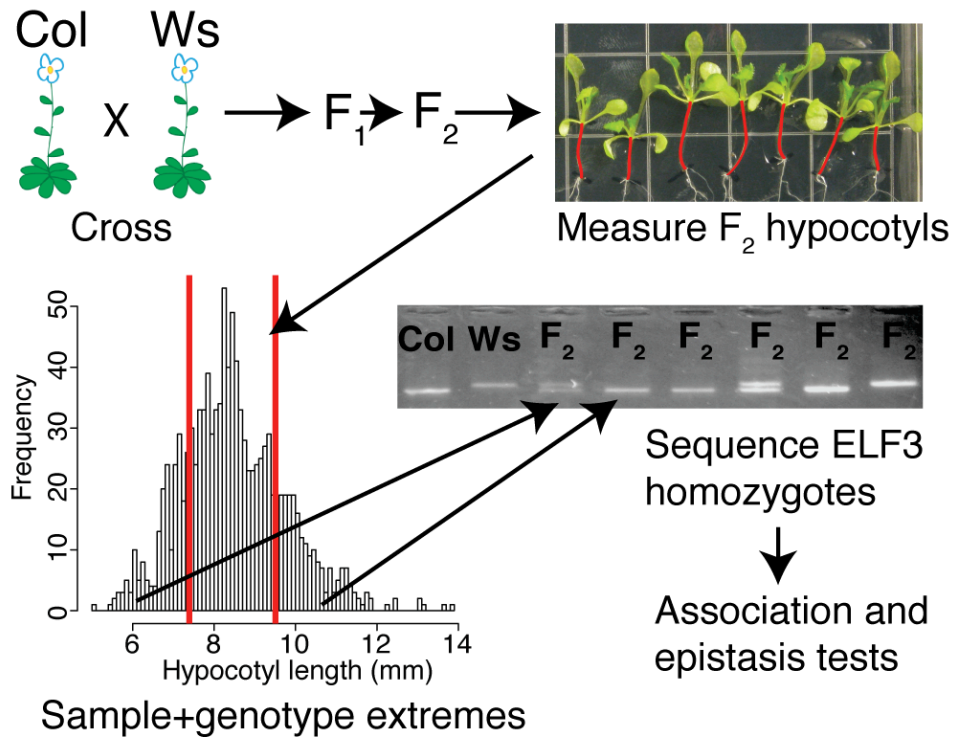 Col Ws
X
F1 F2
Cross
Measure F2 hypocotyls
50
40
30
20
10
0
Frequency
6 8 10 12 14
Hypocotyl length (mm)
Sample+genotype extremes
Col Ws F2 F2 F2 F2 F2 F2
Sequence ELF3
homozygotes
Association and
epistasis tests